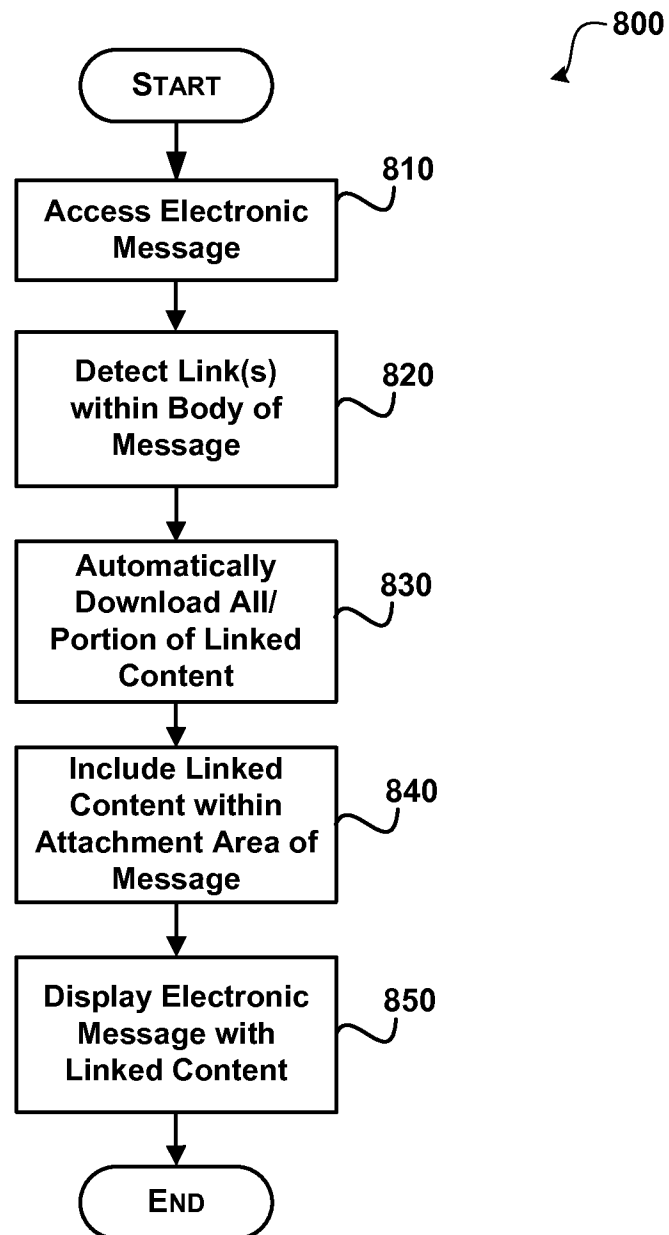 800
START
810
Access Electronic
Message
820
Detect Link(s)
within Body of
Message
830
Automatically
Download All/
Portion of Linked
Content
840
Include Linked
Content within
Attachment Area of
Message
850
Display Electronic
Message with
Linked Content
END